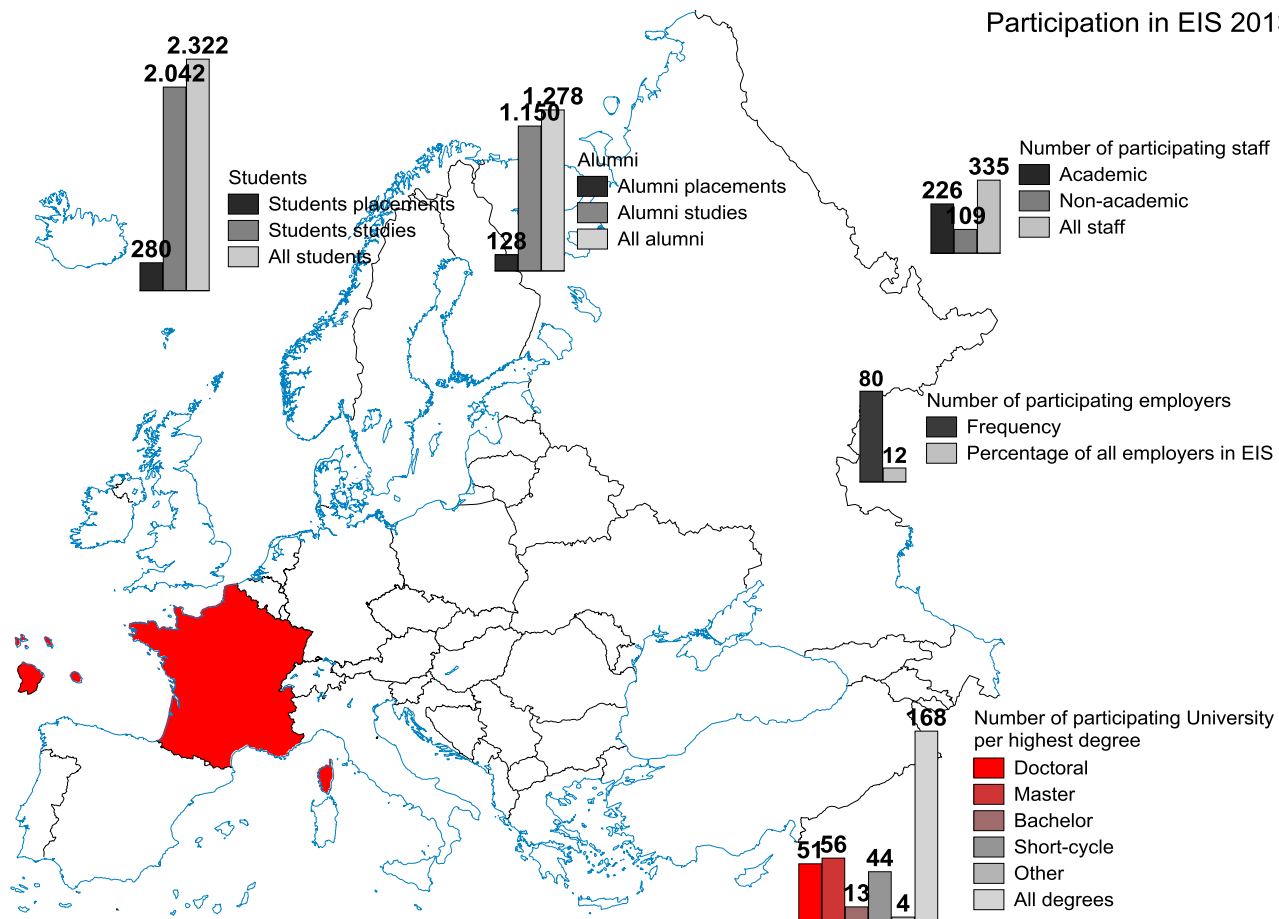 Participation in EIS 201
2.322
2.042
280
Students
Students placements
Students studies
All students
1.278
1.150
128
Alumni
Alumni placements
Alumni studies
All alumni
335
226
109
Number of participating staff
Academic
Non-academic
All staff
80
12
Number of participating employers
Frequency
Percentage of all employers in EIS
168
51
56
13
44
4
Number of participating University
per highest degree
Doctoral
Master
Bachelor
Short-cycle
Other
All degrees